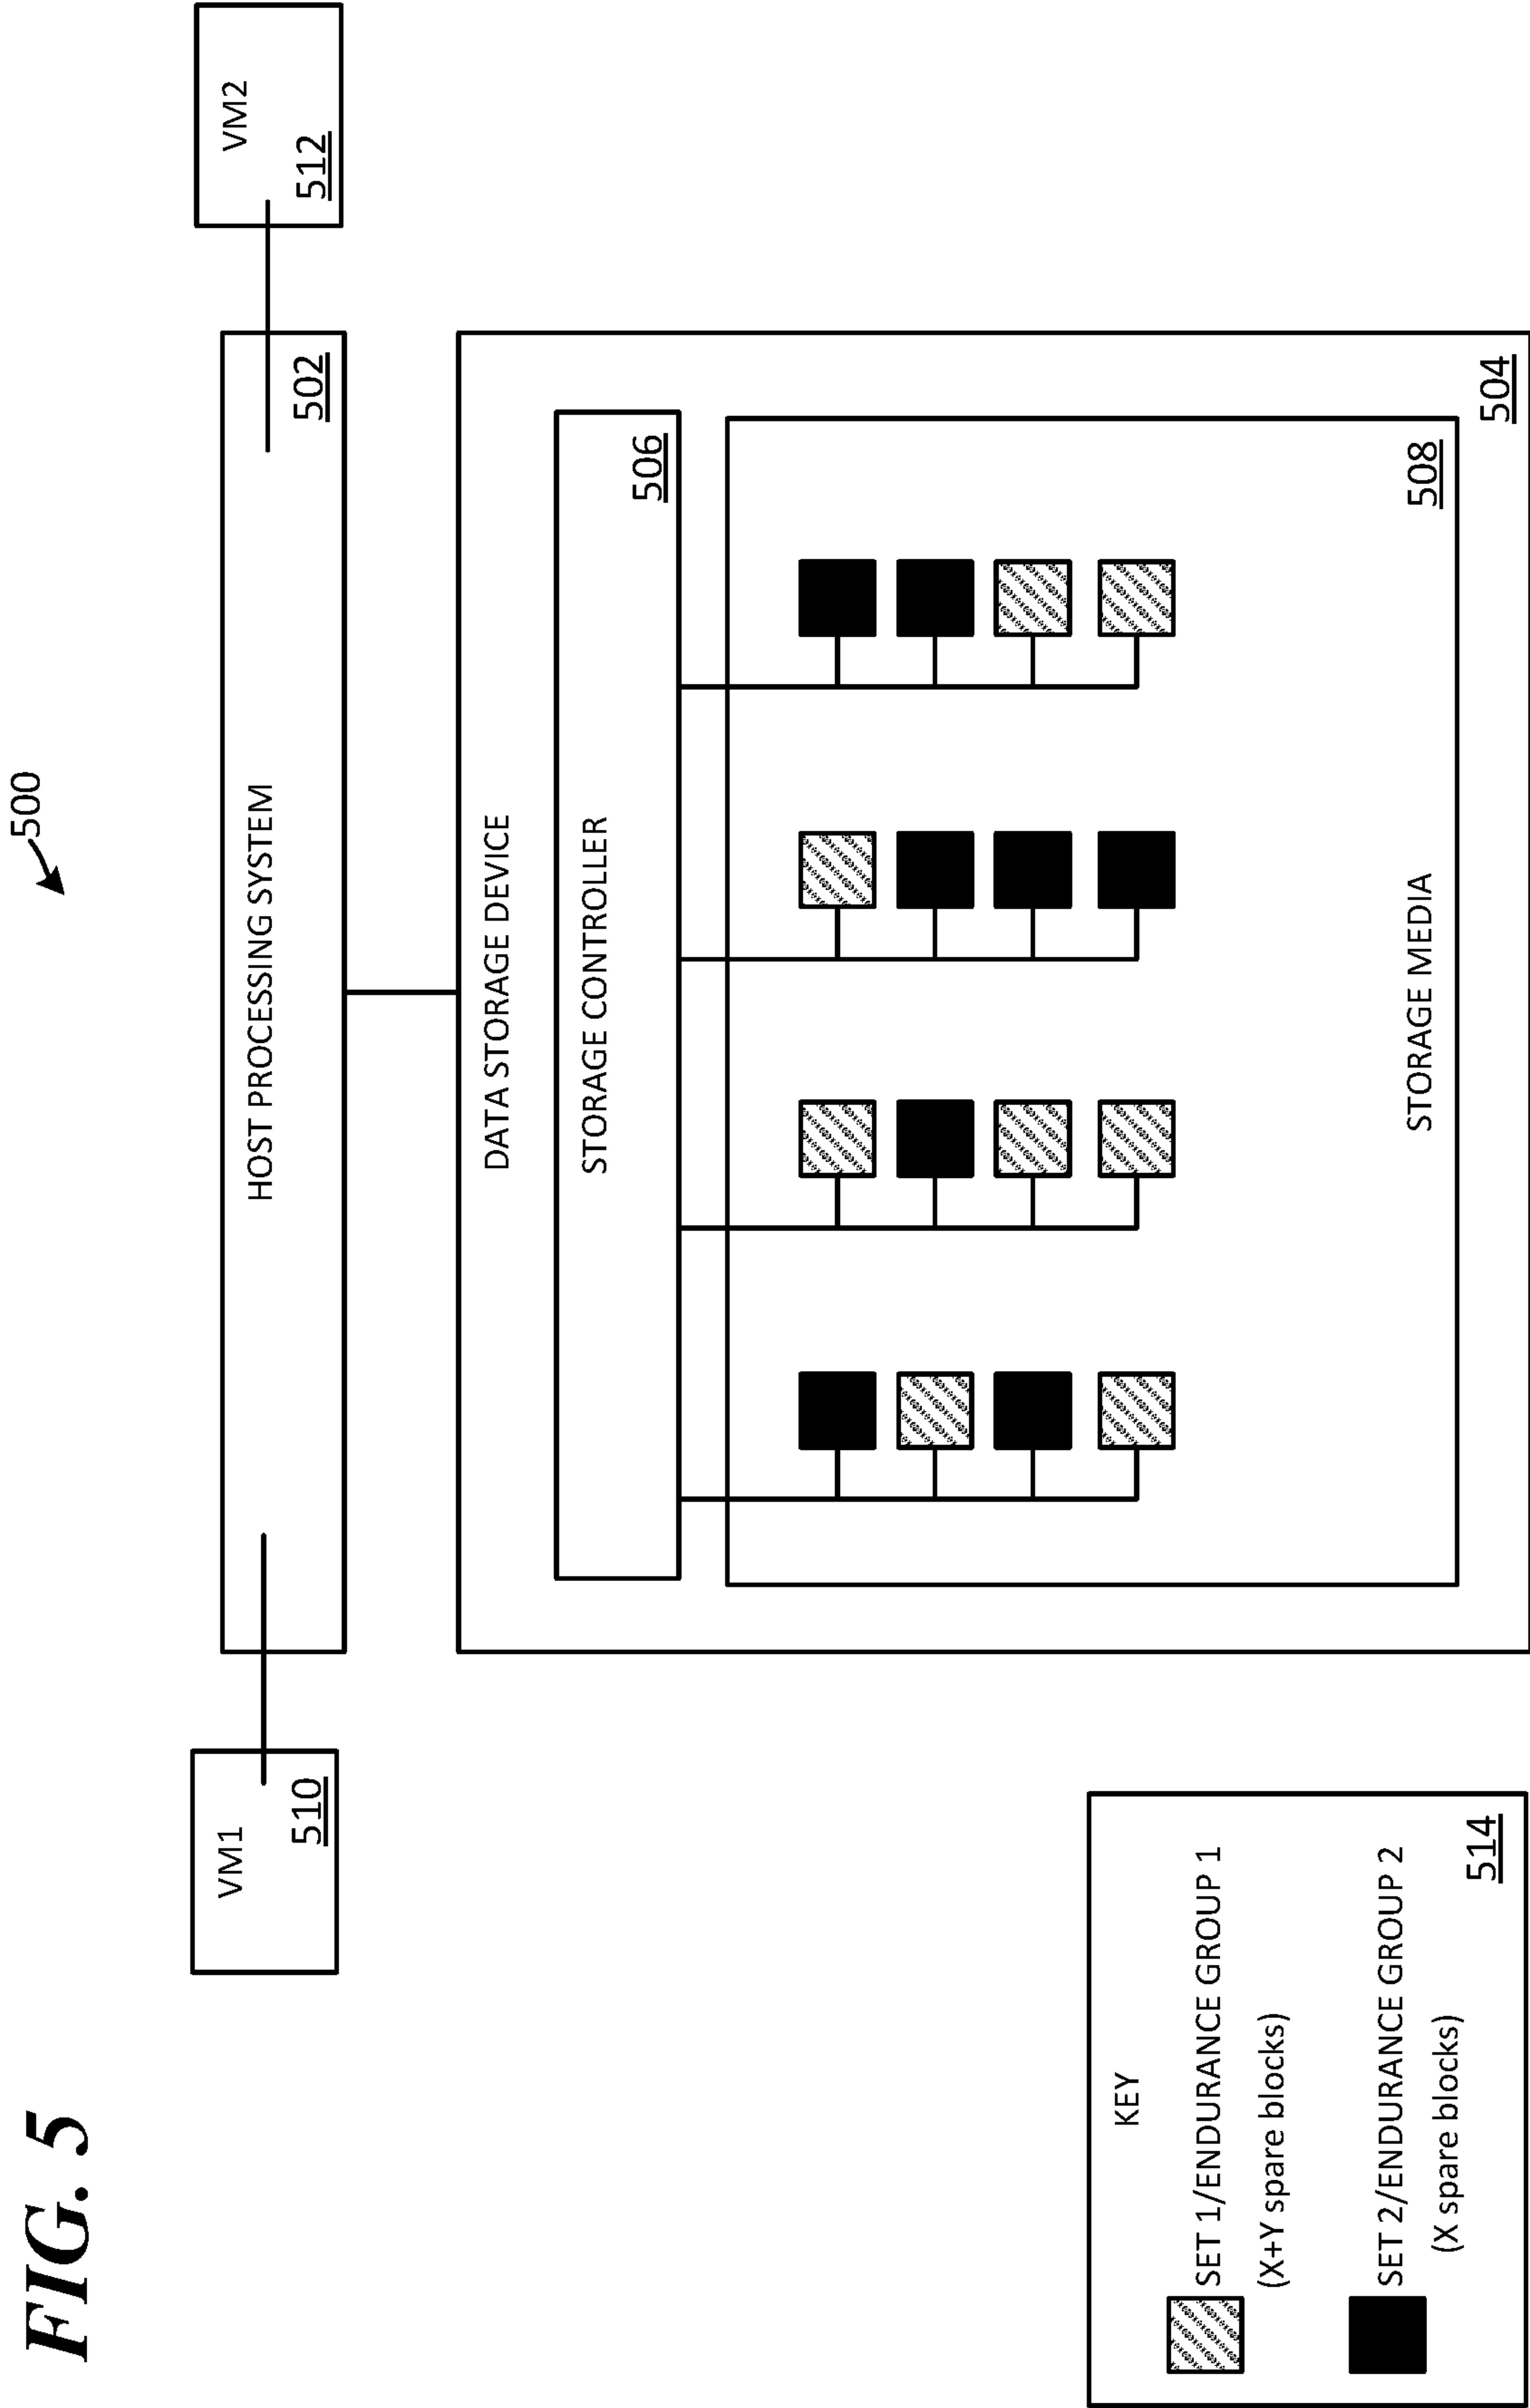 FIG. 5
500
VM1
510
HOST PROCESSING SYSTEM
502
VM2
512
DATA STORAGE DEVICE
STORAGE CONTROLLER
506
STORAGE MEDIA
508
504
KEY
SET 1/ENDURANCE GROUP 1
(X+Y spare blocks)
SET 2/ENDURANCE GROUP 2
(X spare blocks)
514